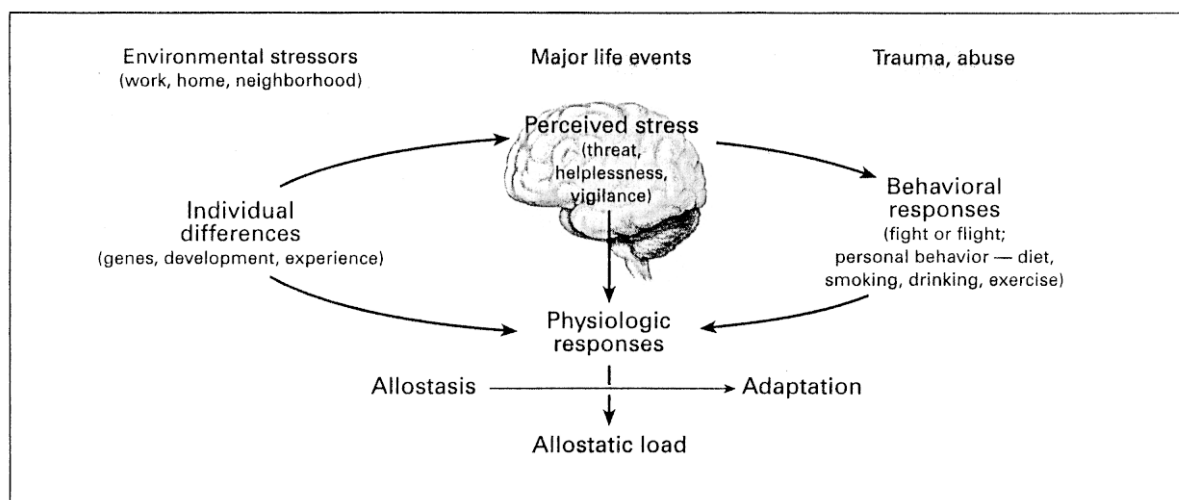 Environmental stressors
(work, home, neighborhood)
Major life events
Trauma, abuse
Perceived stress
(threat,
helplessness,
vigilance)
Individual
differences
(genes, development, experience)
Behavioral
responses
(fight or flight;
personal behavior — diet,
smoking, drinking, exercise)
Physiologic
responses
Allostasis
Adaptation
Allostatic load